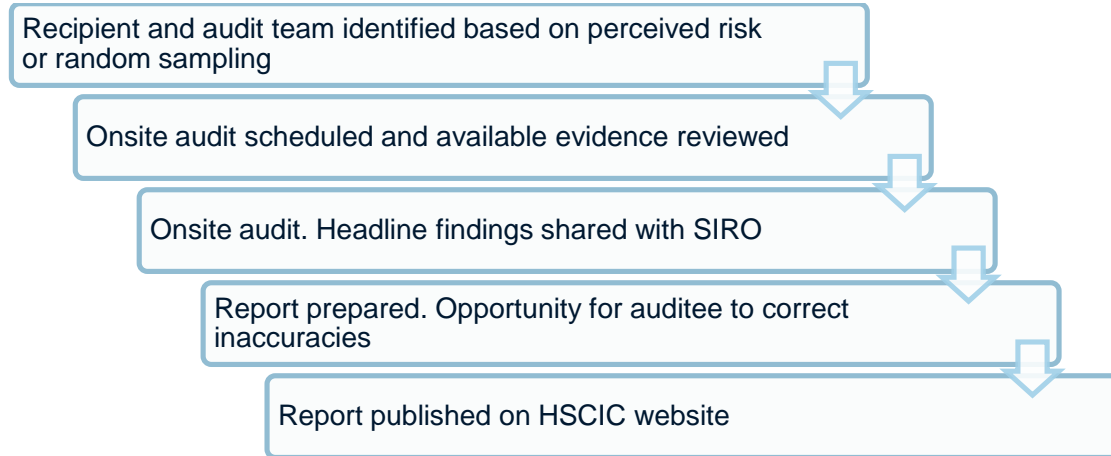 Recipient and audit team identified based on perceived risk
or random sampling
Onsite audit scheduled and available evidence reviewed
Onsite audit. Headline findings shared with SIRO
Report prepared. Opportunity for auditee to correct
inaccuracies
Report published on HSCIC website